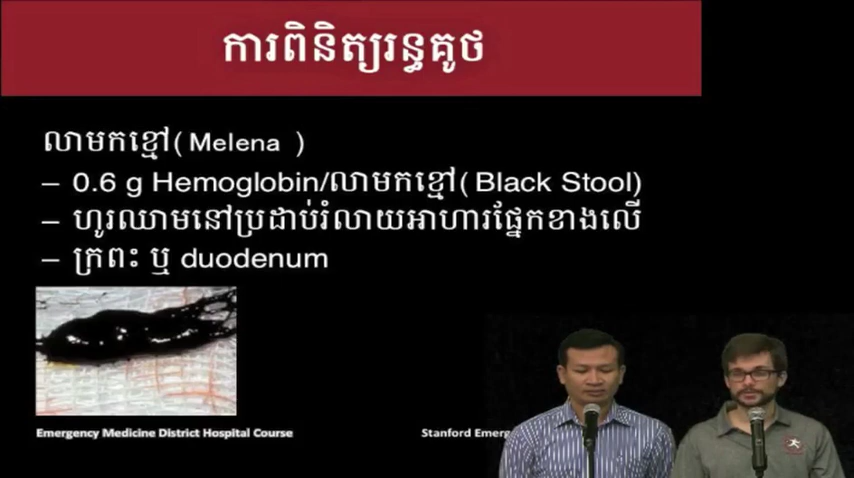 ការពិនិត្យរន្ធគូថ
លាមកខ្មៅ( Melena )
– 0.6 g Hemoglobin/លាមកខ្មៅ( Black Stool)
– ហូរឈាមនៅប្រដាប់រំលាយអាហារផ្នែកខាងលើ
– ក្រពះ ឬ duodenum
Emergency Medicine District Hospital Course
Stanford